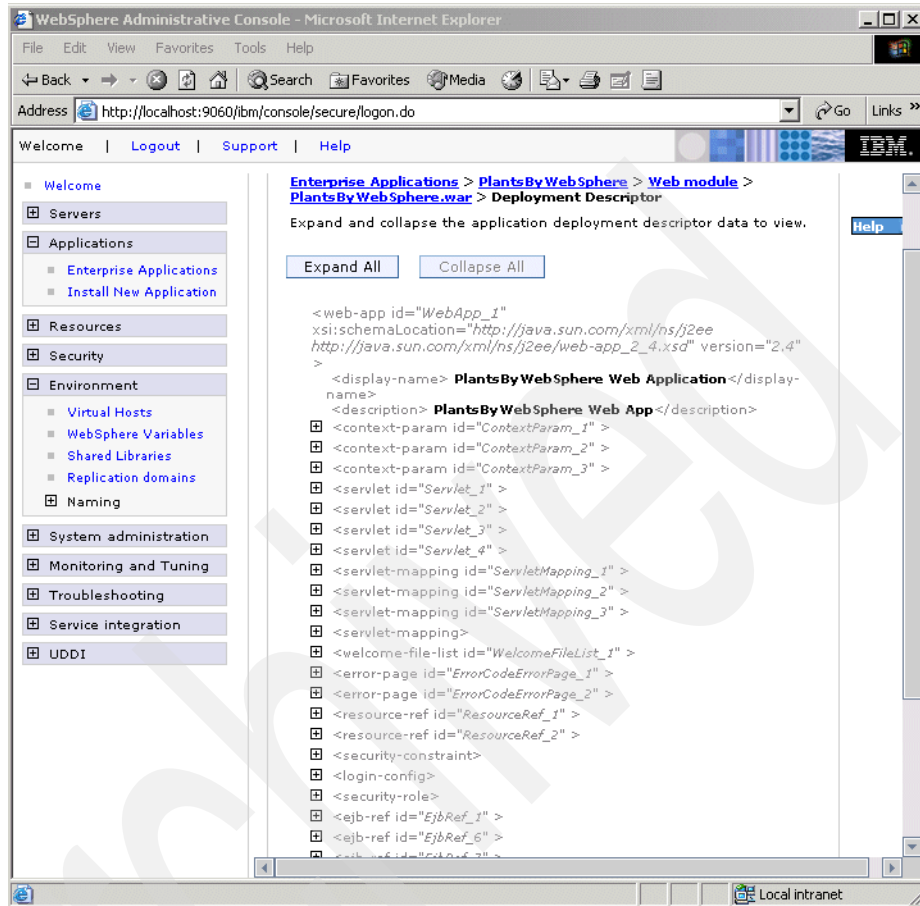 WebSphere Administrative Console - Microsoft Internet Explorer
File Edit View Favorites Tools Help
Back Search Favorites Media
Address http://localhost:9060/ibm/console/secure/logon.do Go Links »
Welcome | Logout | Support | Help IBM.
Welcome
Servers
Applications
Enterprise Applications
Install New Application
Resources
Security
Environment
Virtual Hosts
WebSphere Variables
Shared Libraries
Replication domains
Naming
System administration
Monitoring and Tuning
Troubleshooting
Service integration
UDDI
Enterprise Applications > PlantsByWebSphere > Web module >
PlantsByWebSphere.war > Deployment Descriptor
Expand and collapse the application deployment descriptor data to view.
Help
Expand All Collapse All
<web-app id="WebApp_1"
xsi:schemaLocation="http://java.sun.com/xml/ns/j2ee
http://java.sun.com/xml/ns/j2ee/web-app_2_4.xsd" version="2.4"
>
<display-name> PlantsByWebSphere Web Application</display-
name>
<description> PlantsByWebSphere Web App</description>
<context-param id="ContextParam_1" >
<context-param id="ContextParam_2" >
<context-param id="ContextParam_3" >
<servlet id="Servlet_1" >
<servlet id="Servlet_2" >
<servlet id="Servlet_3" >
<servlet id="Servlet_4" >
<servlet-mapping id="ServletMapping_1" >
<servlet-mapping id="ServletMapping_2" >
<servlet-mapping id="ServletMapping_3" >
<servlet-mapping>
<welcome-file-list id="WelcomeFileList_1" >
<error-page id="ErrorCodeErrorPage_1" >
<error-page id="ErrorCodeErrorPage_2" >
<resource-ref id="ResourceRef_1" >
<resource-ref id="ResourceRef_2" >
<security-constraint>
<login-config>
<security-role>
<ejb-ref id="EjbRef_1" >
<ejb-ref id="EjbRef_6" >
Local intranet